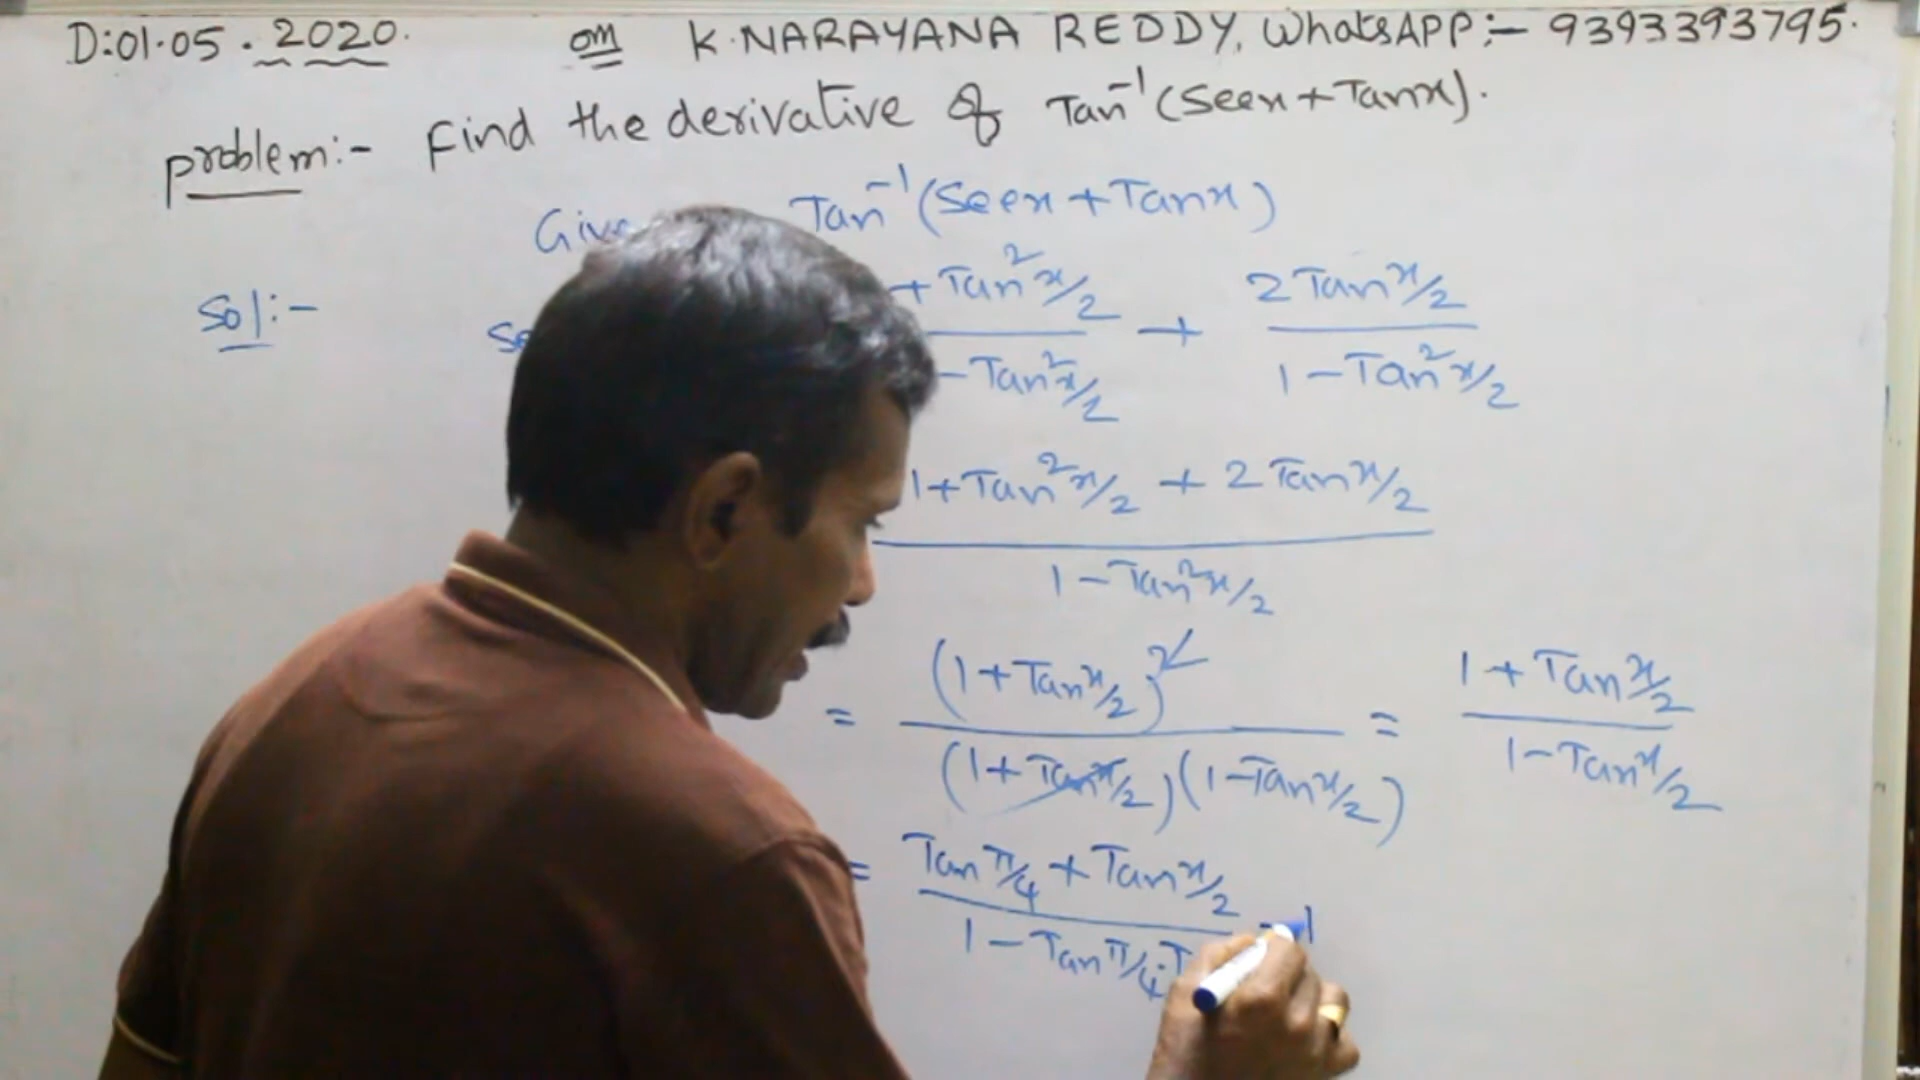 D:01.05.2020. om K.NARAYANA REDDY, WhatsAPP:- 9393393795.
Problem:- Find the derivative of Tan⁻¹(Secx+Tanx).
Tan⁻¹(Secx+Tanx)
Sol:- + Tan²x/2 / - Tan²x/2 + 2Tanx/2 / 1-Tan²x/2
1+Tan²x/2 + 2Tanx/2 / 1-Tan²x/2
= (1+Tanx/2)² / (1+Tanx/2)(1-Tanx/2) = 1+Tanx/2 / 1-Tanx/2
= Tanπ/4 + Tanx/2 / 1-Tanπ/4.